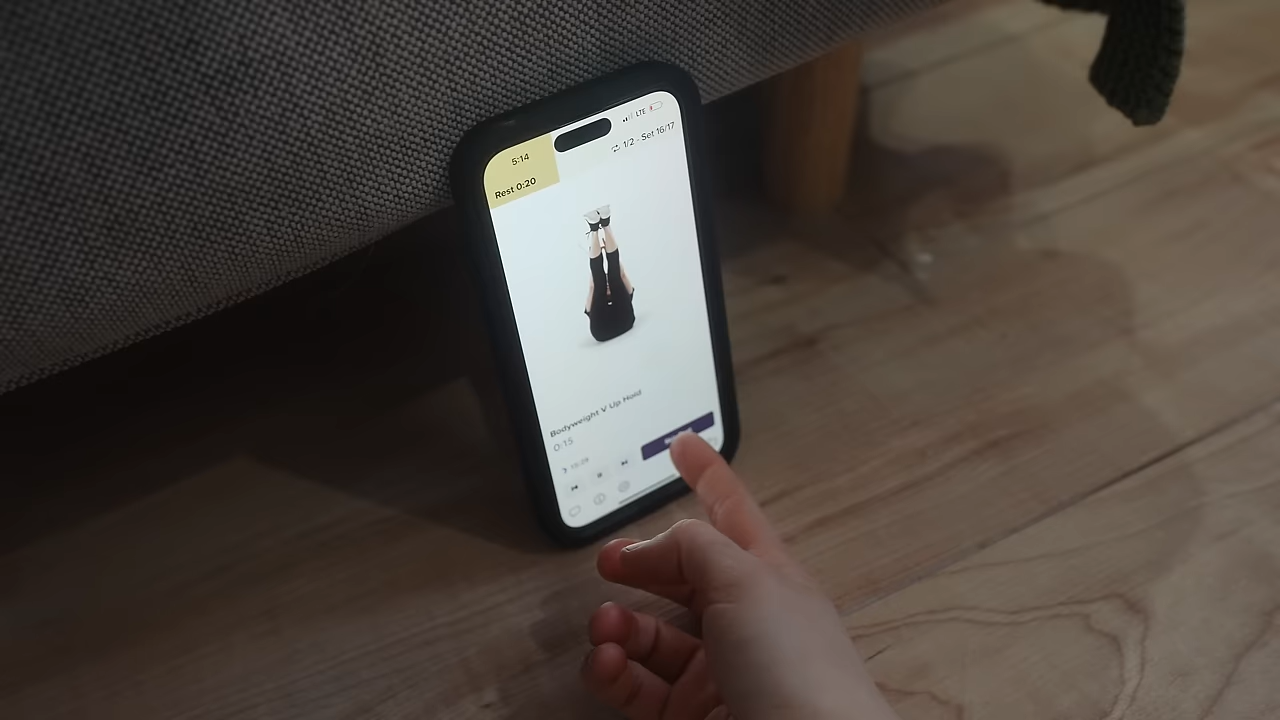 5:14
LTE
Rest 0:20
1/2 · Set 16/17
Bodyweight V Up Hold
0:15